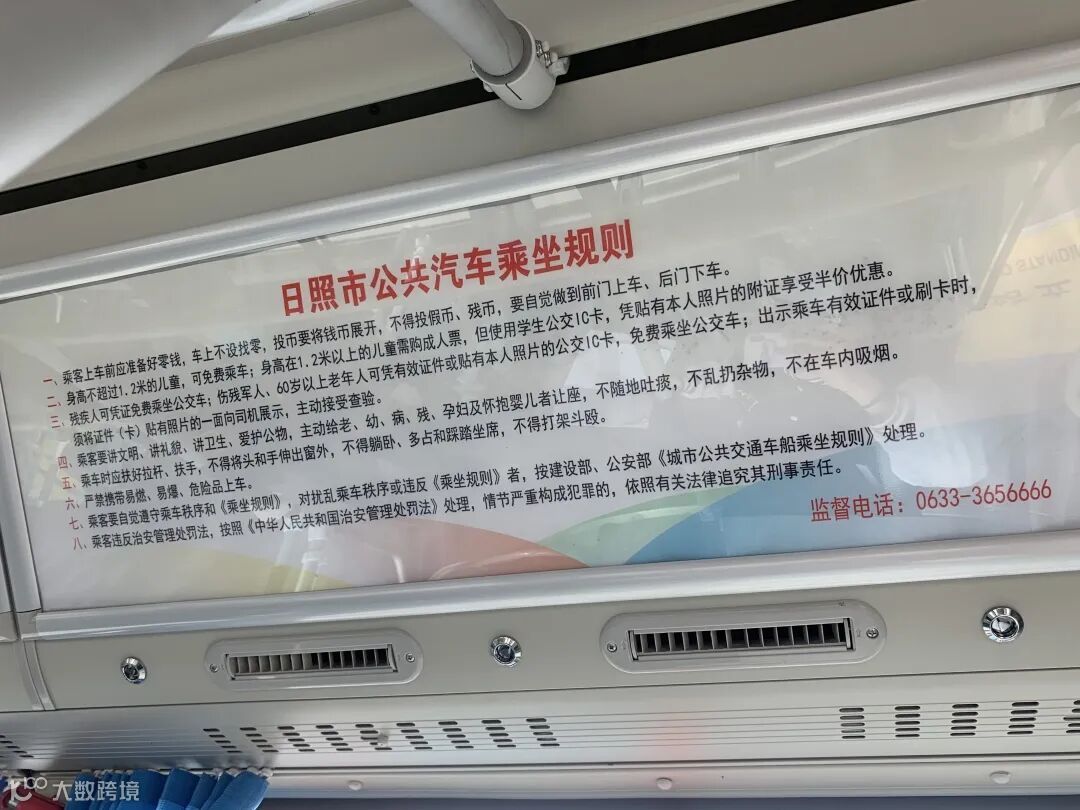 日照市公共汽车乘坐规则
一、乘客上车前应准备好零钱，车上不设找零，投币要将钱币展开，不得投假币、残币，要自觉做到前门上车、后门下车。
二、身高不超过1.2米的儿童，可免费乘车；身高在1.2米以上的儿童需购成人票，但使用学生公交IC卡，凭贴有本人照片的附证享受半价优惠。
三、残疾人可凭证免费乘坐公交车；伤残军人、60岁以上老年人可凭有效证件或贴有本人照片的公交IC卡，免费乘坐公交车；出示乘车有效证件或刷卡时，
须将证件（卡）贴有照片的一面向司机展示，主动接受查验。
四、乘客要讲文明、讲礼貌、讲卫生、爱护公物，主动给老、幼、病、残、孕妇及怀抱婴儿者让座，不随地吐痰，不乱扔杂物，不在车内吸烟。
五、乘车时应扶好拉杆、扶手，不得将头和手伸出窗外，不得躺卧、多占和踩踏坐席，不得打架斗殴。
六、严禁携带易燃、易爆、危险品上车。
七、乘客要自觉遵守乘车秩序和《乘坐规则》，对扰乱乘车秩序或违反《乘坐规则》者，按建设部、公安部《城市公共交通车船乘坐规则》处理。
八、乘客违反治安管理处罚法，按照《中华人民共和国治安管理处罚法》处理，情节严重构成犯罪的，依照有关法律追究其刑事责任。
监督电话：0633-3656666
大数跨境